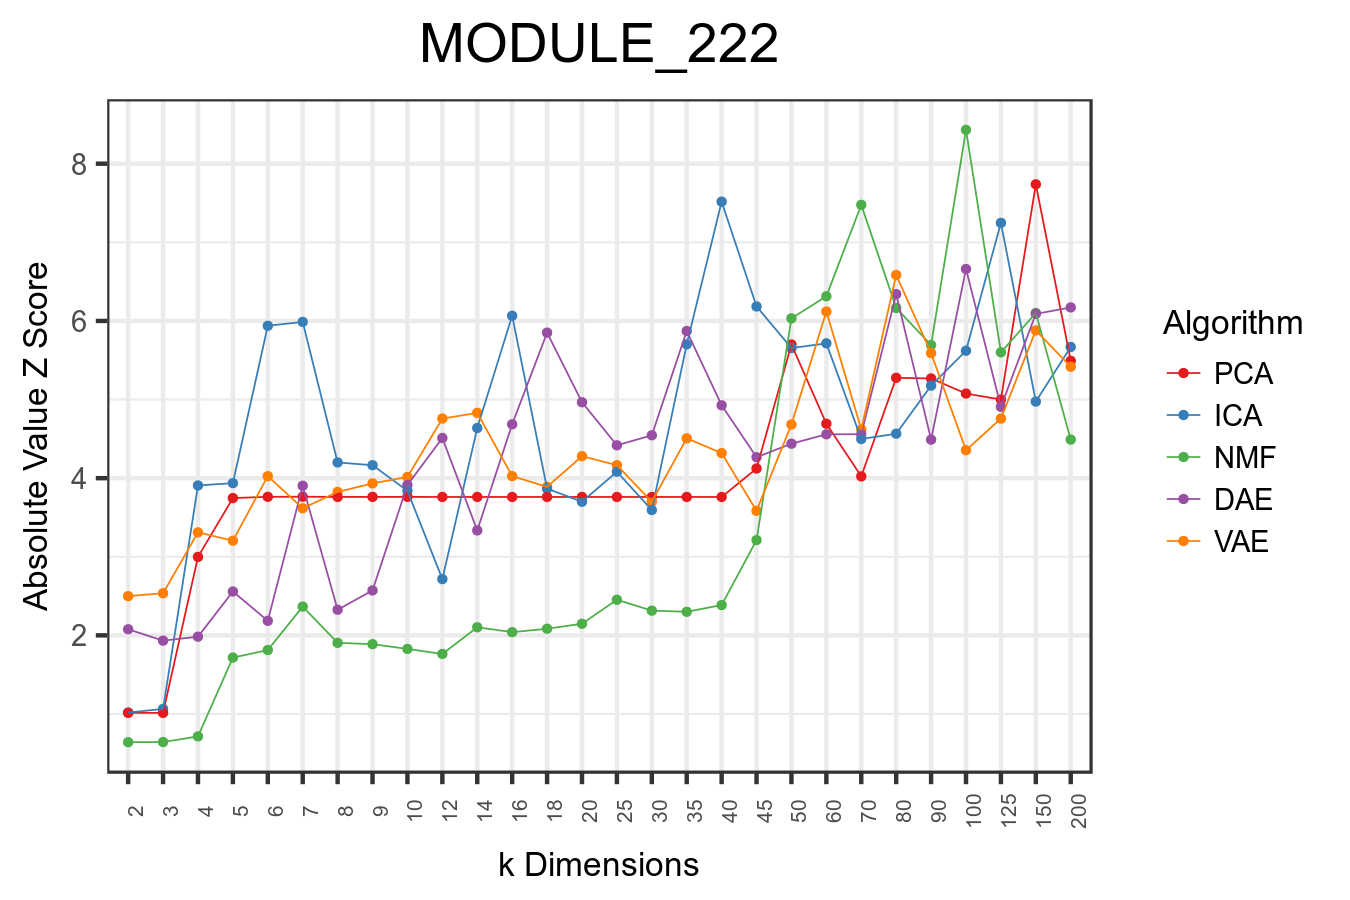 MODULE_222
Absolute Value Z Score
8
6
4
2
2 3 4 5 6 7 8 9 10 12 14 16 18 20 25 30 35 40 45 50 60 70 80 90 100 125 150 200
k Dimensions
Algorithm
PCA
ICA
NMF
DAE
VAE